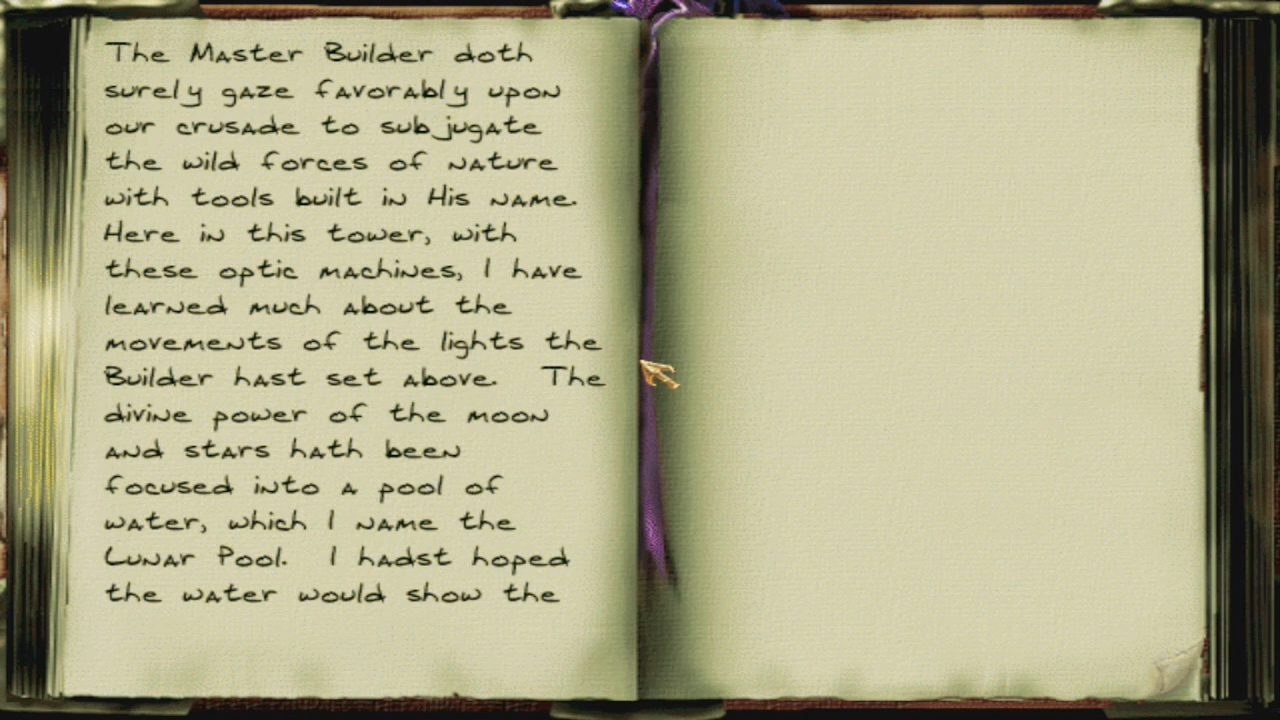 The Master Builder doth
surely gaze favorably upon
our crusade to subjugate
the wild forces of nature
with tools built in His name.
Here in this tower, with
these optic machines, I have
learned much about the
movements of the lights the
Builder hast set above.  The
divine power of the moon
and stars hath been
focused into a pool of
water, which I name the
Lunar Pool.  I hadst hoped
the water would show the